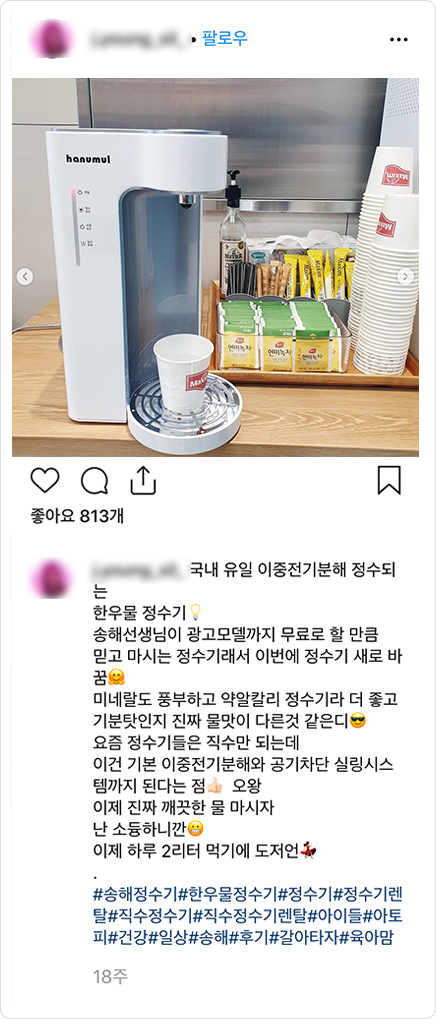 • 팔로우
hanumul
Maxim
Maxim
현미녹차
현미녹차
Maxim
좋아요 813개
국내 유일 이중전기분해 정수되
는
한우물 정수기💡
송해선생님이 광고모델까지 무료로 할 만큼
믿고 마시는 정수기래서 이번에 정수기 새로 바
꿈🤗
미네랄도 풍부하고 약알칼리 정수기라 더 좋고
기분탓인지 진짜 물맛이 다른것 같은디😎
요즘 정수기들은 직수만 되는데
이건 기본 이중전기분해와 공기차단 실링시스
템까지 된다는 점👍🏻 오왕
이제 진짜 깨끗한 물 마시자
난 소듕하니깐😬
이제 하루 2리터 먹기에 도저언💃
.
#송해정수기#한우물정수기#정수기#정수기렌
탈#직수정수기#직수정수기렌탈#아이들#아토
피#건강#일상#송해#후기#갈아타자#육아맘
18주